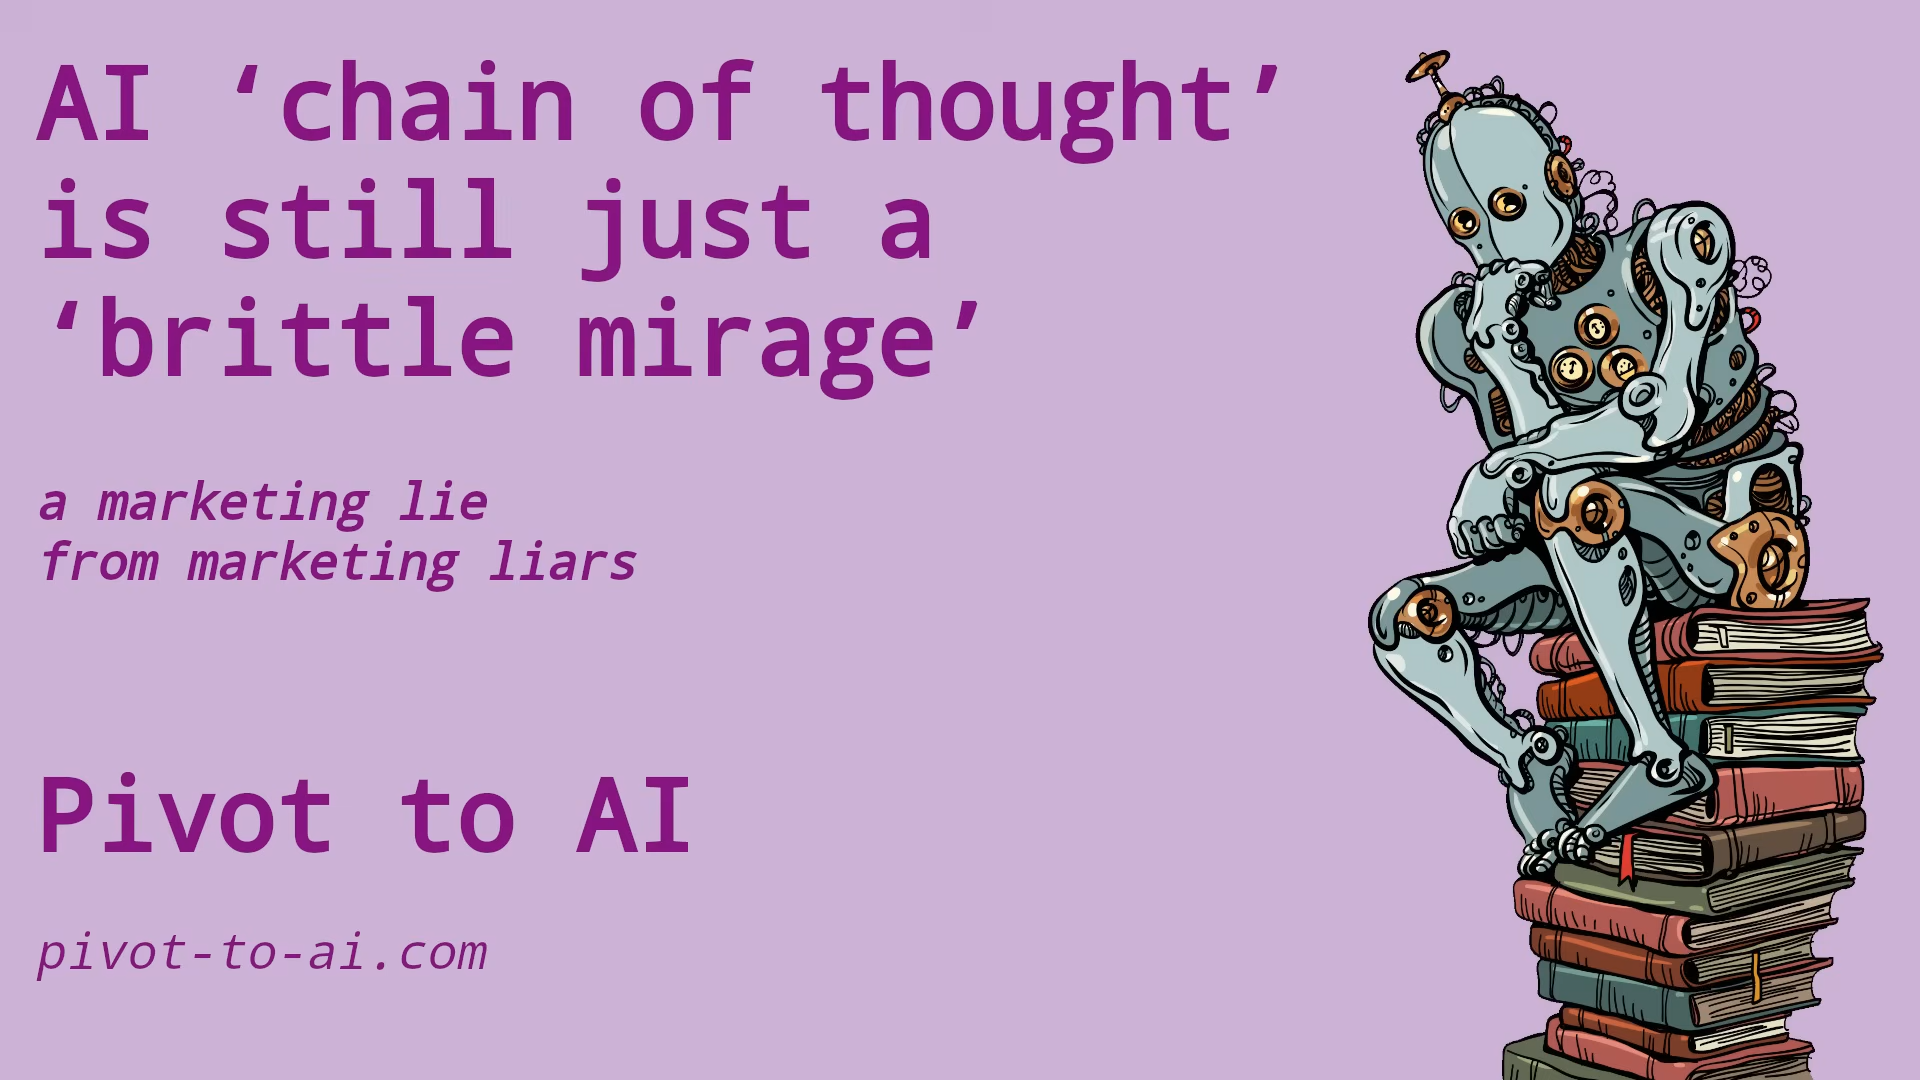 AI ‘chain of thought’
is still just a
‘brittle mirage’
a marketing lie
from marketing liars
Pivot to AI
pivot-to-ai.com